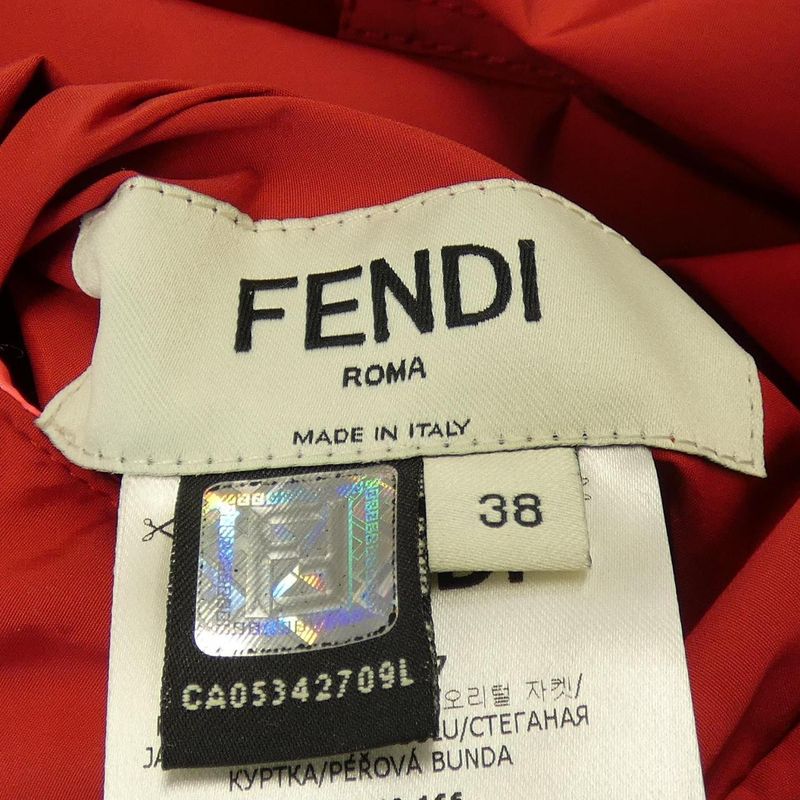 FENDI
ROMA
MADE IN ITALY
38
CA05342709L
오리털 자켓/
/СТЕГАНАЯ
КУРТКА/PÉŘOVÁ BUNDA